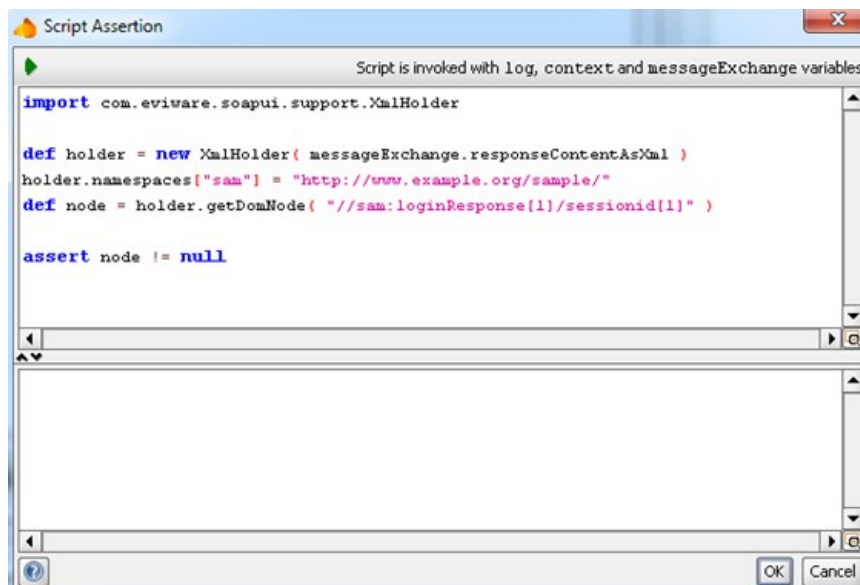 Script Assertion
Script is invoked with log, context and messageExchange variables
import com.eviware.soapui.support.XmlHolder
def holder = new XmlHolder( messageExchange.responseContentAsXml )
holder.namespaces["sam"] = "http://www.example.org/sample/"
def node = holder.getDomNode( "//sam:loginResponse[1]/sessionid[1]" )
assert node != null
OK Cancel